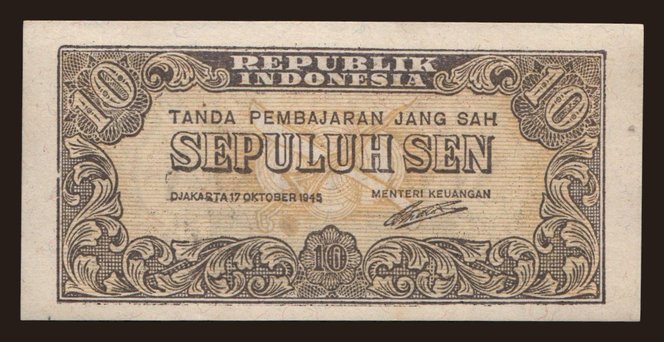 REPUBLIK
INDONESIA
10
10
TANDA PEMBAJARAN JANG SAH
SEPULUH SEN
DJAKARTA 17 OKTOBER 1945
MENTERI KEUANGAN
10